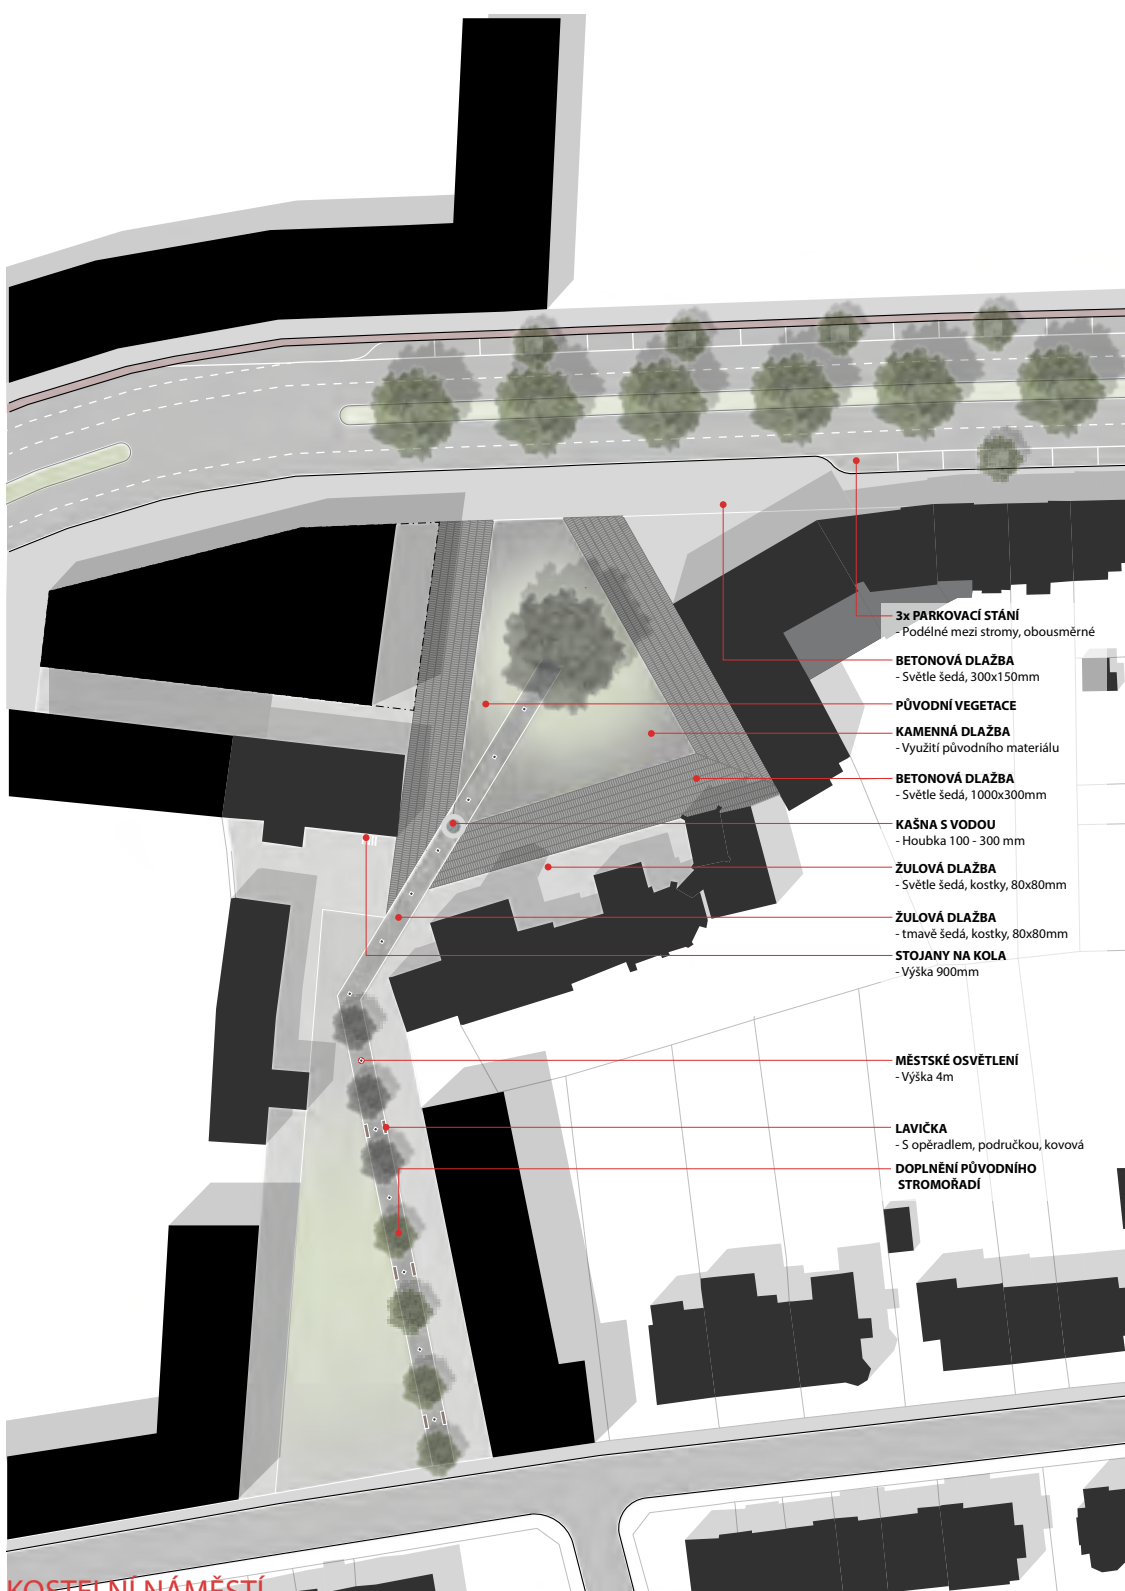 3x PARKOVACÍ STÁNÍ
- Podélné mezi stromy, obousměrné
BETONOVÁ DLAŽBA
- Světle šedá, 300x150mm
PŮVODNÍ VEGETACE
KAMENNÁ DLAŽBA
- Využití původního materiálu
BETONOVÁ DLAŽBA
- Světle šedá, 1000x300mm
KAŠNA S VODOU
- Houbka 100 - 300 mm
ŽULOVÁ DLAŽBA
- Světle šedá, kostky, 80x80mm
ŽULOVÁ DLAŽBA
- tmavě šedá, kostky, 80x80mm
STOJANY NA KOLA
- Výška 900mm
MĚSTSKÉ OSVĚTLENÍ
- Výška 4m
LAVIČKA
- S opěradlem, područkou, kovová
DOPLNĚNÍ PŮVODNÍHO
STROMOŘADÍ
KOSTELNÍ NÁMĚSTÍ